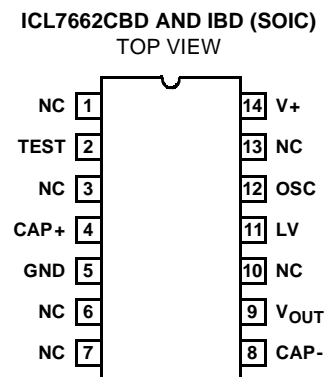 ICL7662CBD AND IBD (SOIC)
TOP VIEW
NC 1 14 V+
TEST 2 13 NC
NC 3 12 OSC
CAP+ 4 11 LV
GND 5 10 NC
NC 6 9 VOUT
NC 7 8 CAP-